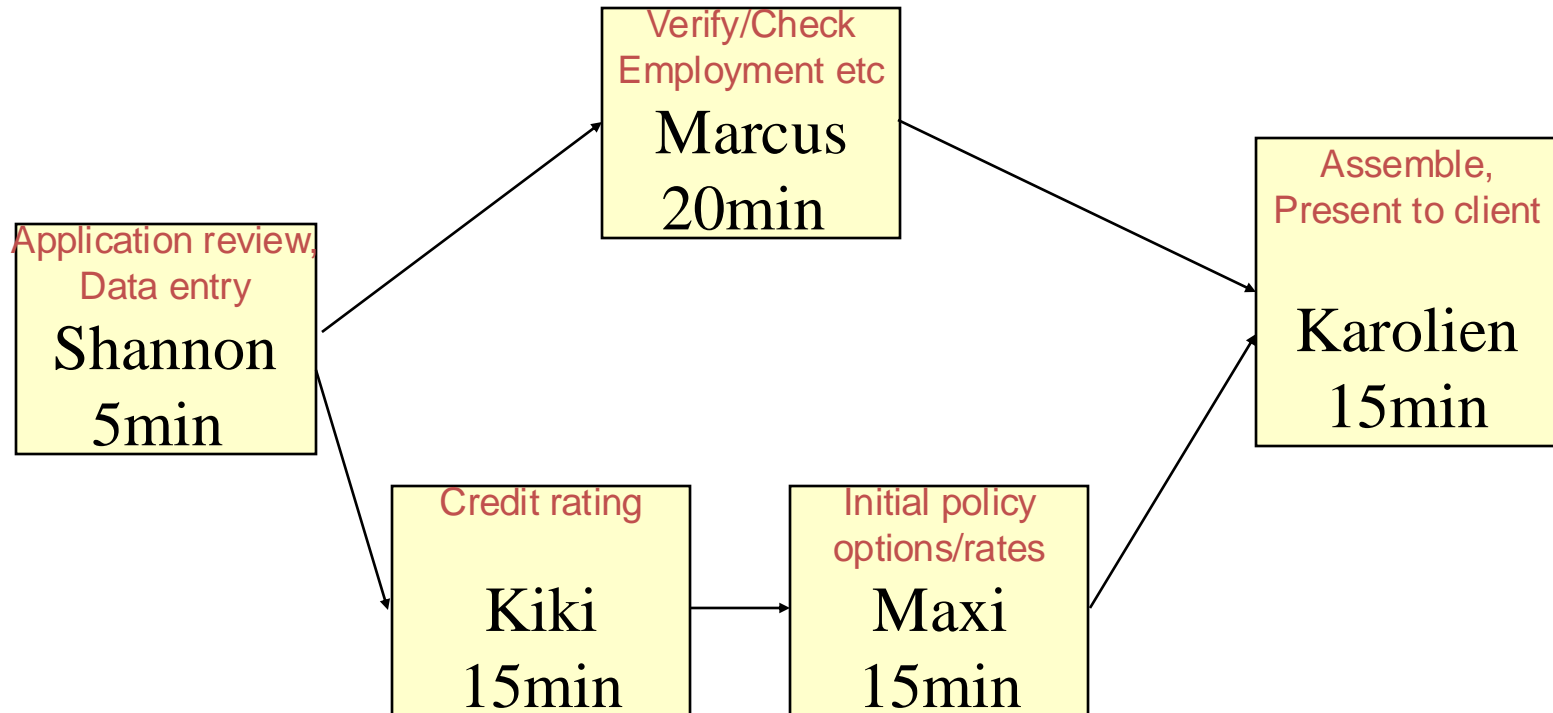 Verify/Check
Employment etc
Marcus
20min
Application review,
Data entry
Shannon
5min
Assemble,
Present to client
Karolien
15min
Credit rating
Kiki
15min
Initial policy
options/rates
Maxi
15min